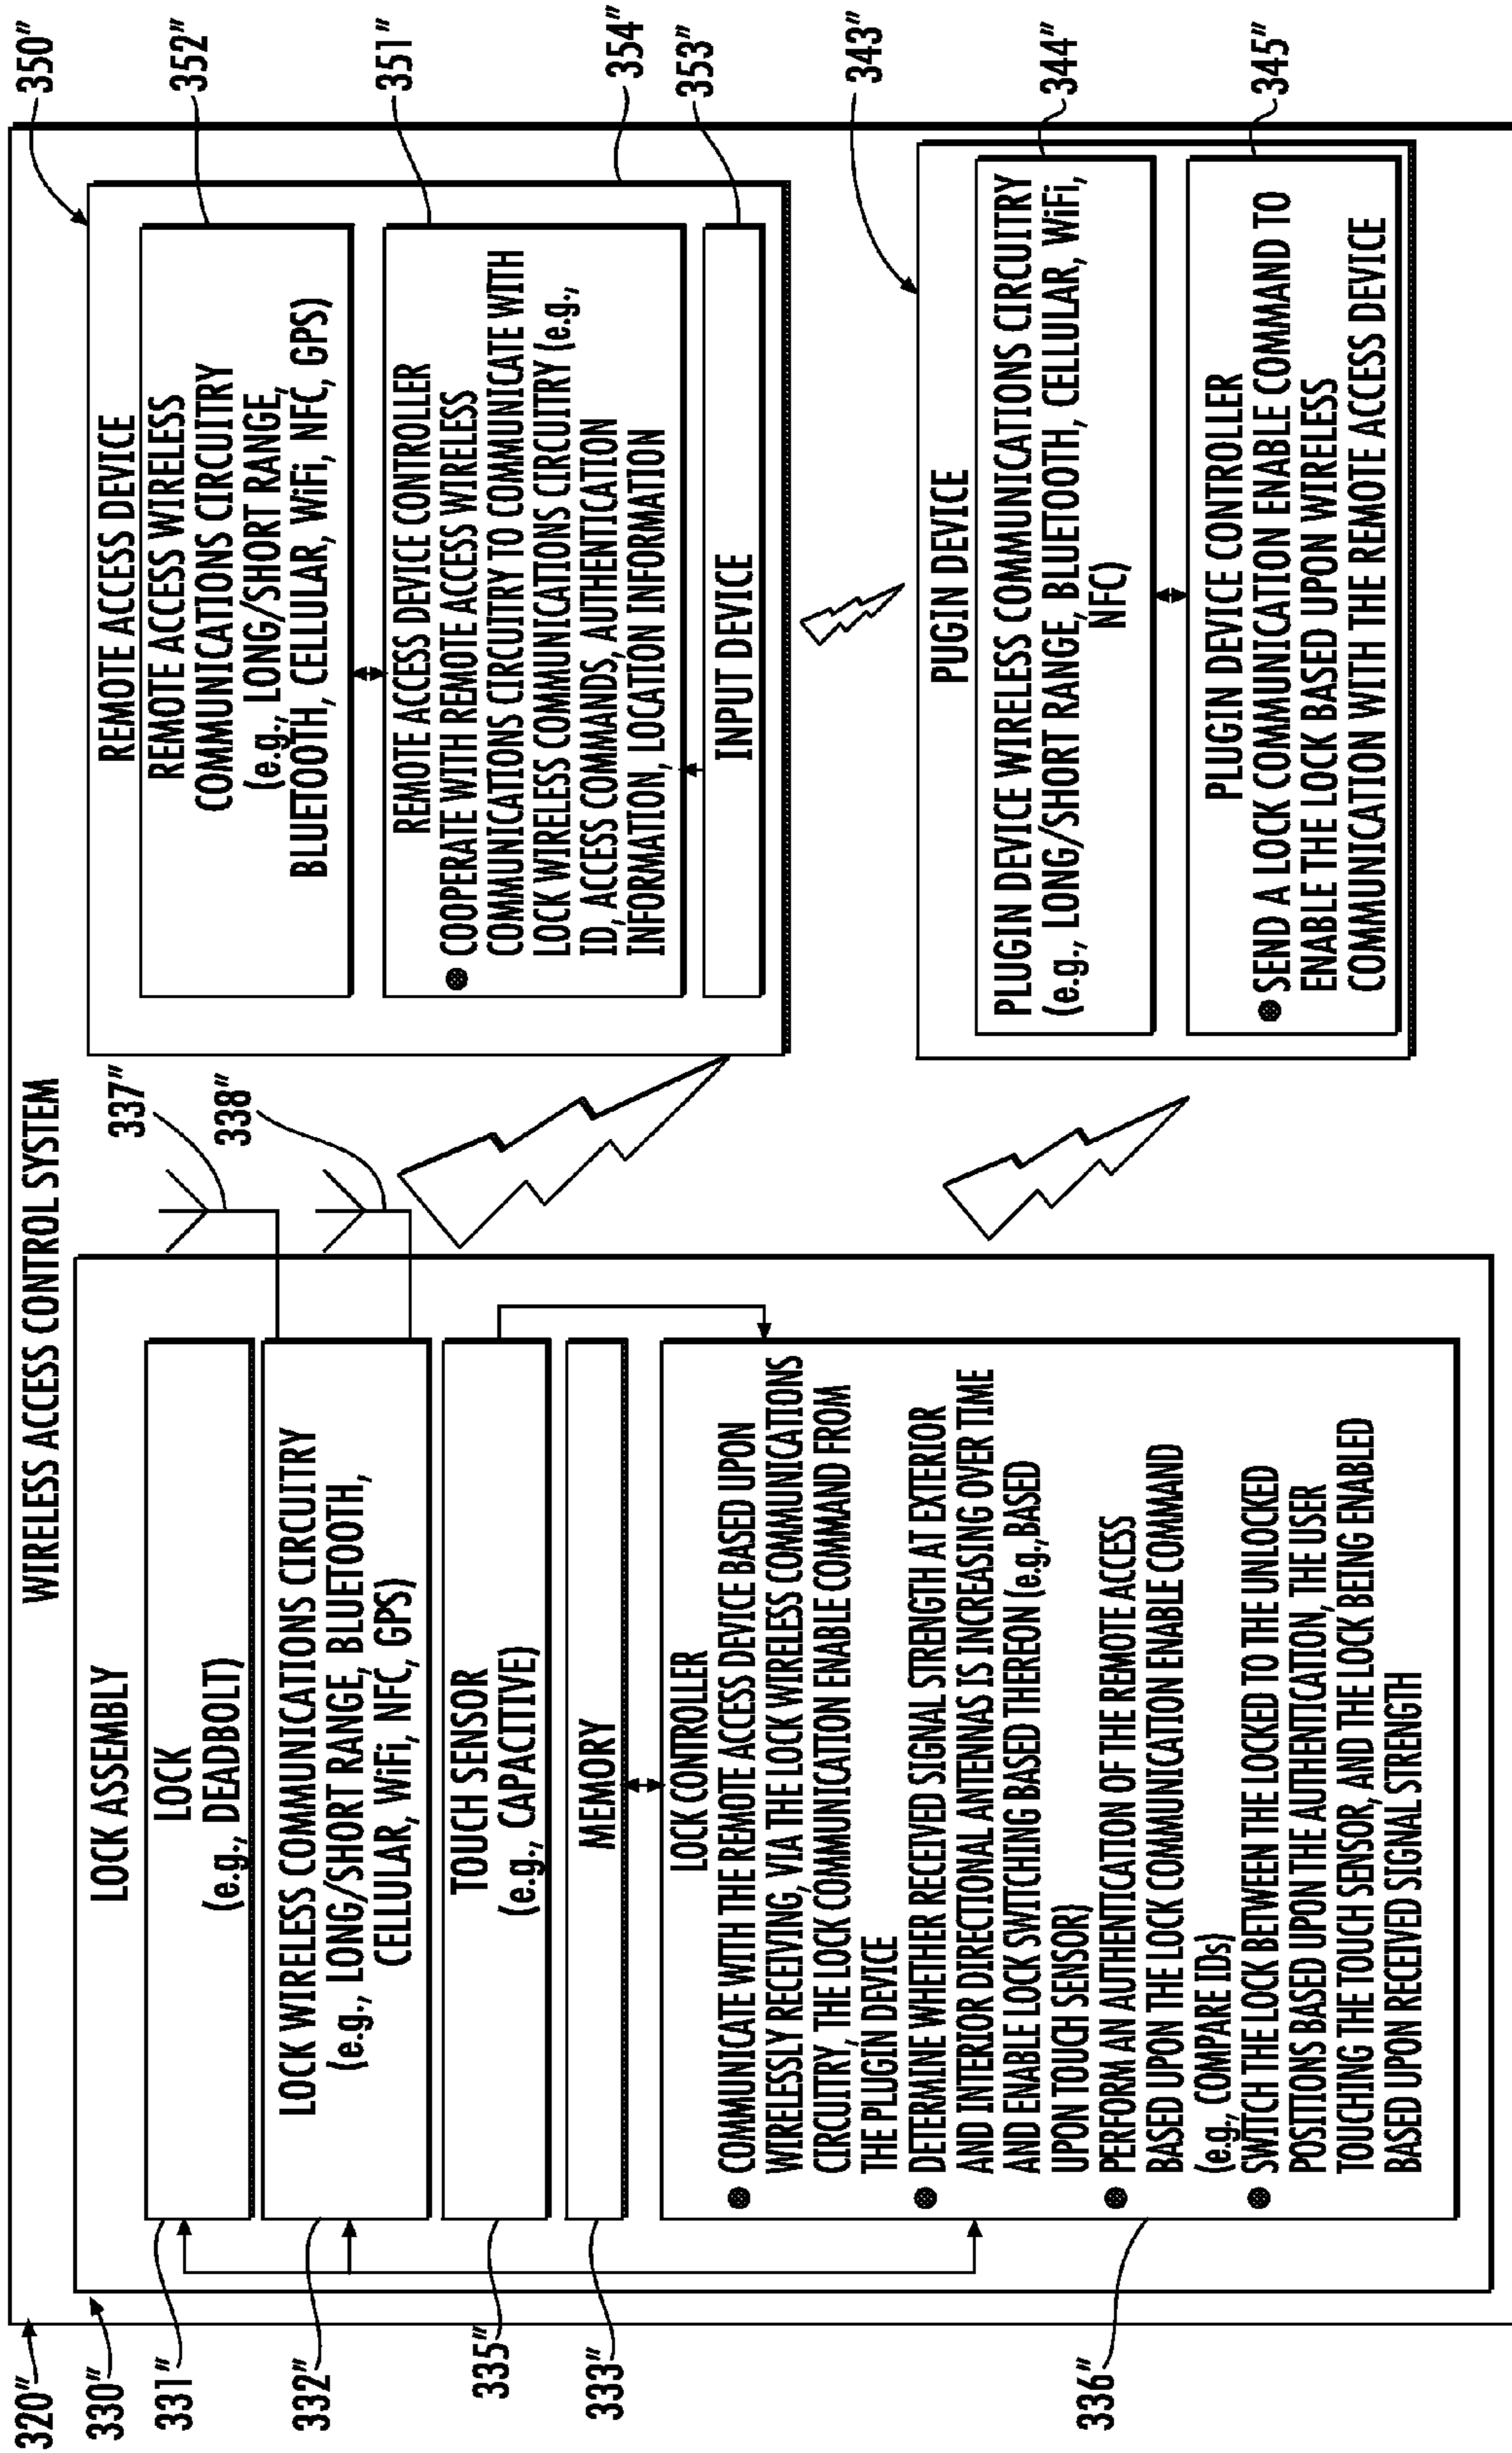 WIRELESS ACCESS CONTROL SYSTEM
320″
330″
LOCK ASSEMBLY
331″
LOCK
(e.g., DEADBOLT)
332″
LOCK WIRELESS COMMUNICATIONS CIRCUITRY
(e.g., LONG/SHORT RANGE, BLUETOOTH,
CELLULAR, WiFi, NFC, GPS)
337″
338″
335″
TOUCH SENSOR
(e.g., CAPACITIVE)
333″
MEMORY
336″
LOCK CONTROLLER
● COMMUNICATE WITH THE REMOTE ACCESS DEVICE BASED UPON
WIRELESSLY RECEIVING, VIA THE LOCK WIRELESS COMMUNICATIONS
CIRCUITRY, THE LOCK COMMUNICATION ENABLE COMMAND FROM
THE PLUGIN DEVICE
● DETERMINE WHETHER RECEIVED SIGNAL STRENGTH AT EXTERIOR
AND INTERIOR DIRECTIONAL ANTENNAS IS INCREASING OVER TIME
AND ENABLE LOCK SWITCHING BASED THEREON (e.g., BASED
UPON TOUCH SENSOR)
● PERFORM AN AUTHENTICATION OF THE REMOTE ACCESS
BASED UPON THE LOCK COMMUNICATION ENABLE COMMAND
(e.g., COMPARE IDs)
● SWITCH THE LOCK BETWEEN THE LOCKED TO THE UNLOCKED
POSITIONS BASED UPON THE AUTHENTICATION, THE USER
TOUCHING THE TOUCH SENSOR, AND THE LOCK BEING ENABLED
BASED UPON RECEIVED SIGNAL STRENGTH
350″
REMOTE ACCESS DEVICE
352″
REMOTE ACCESS WIRELESS
COMMUNICATIONS CIRCUITRY
(e.g., LONG/SHORT RANGE,
BLUETOOTH, CELLULAR, WiFi, NFC, GPS)
351″
REMOTE ACCESS DEVICE CONTROLLER
● COOPERATE WITH REMOTE ACCESS WIRELESS
COMMUNICATIONS CIRCUITRY TO COMMUNICATE WITH
LOCK WIRELESS COMMUNICATIONS CIRCUITRY (e.g.,
ID, ACCESS COMMANDS, AUTHENTICATION
INFORMATION, LOCATION INFORMATION
354″
353″
INPUT DEVICE
343″
PUGIN DEVICE
344″
PLUGIN DEVICE WIRELESS COMMUNICATIONS CIRCUITRY
(e.g., LONG/SHORT RANGE, BLUETOOTH, CELLULAR, WiFi,
NFC)
345″
PLUGIN DEVICE CONTROLLER
● SEND A LOCK COMMUNICATION ENABLE COMMAND TO
ENABLE THE LOCK BASED UPON WIRELESS
COMMUNICATION WITH THE REMOTE ACCESS DEVICE